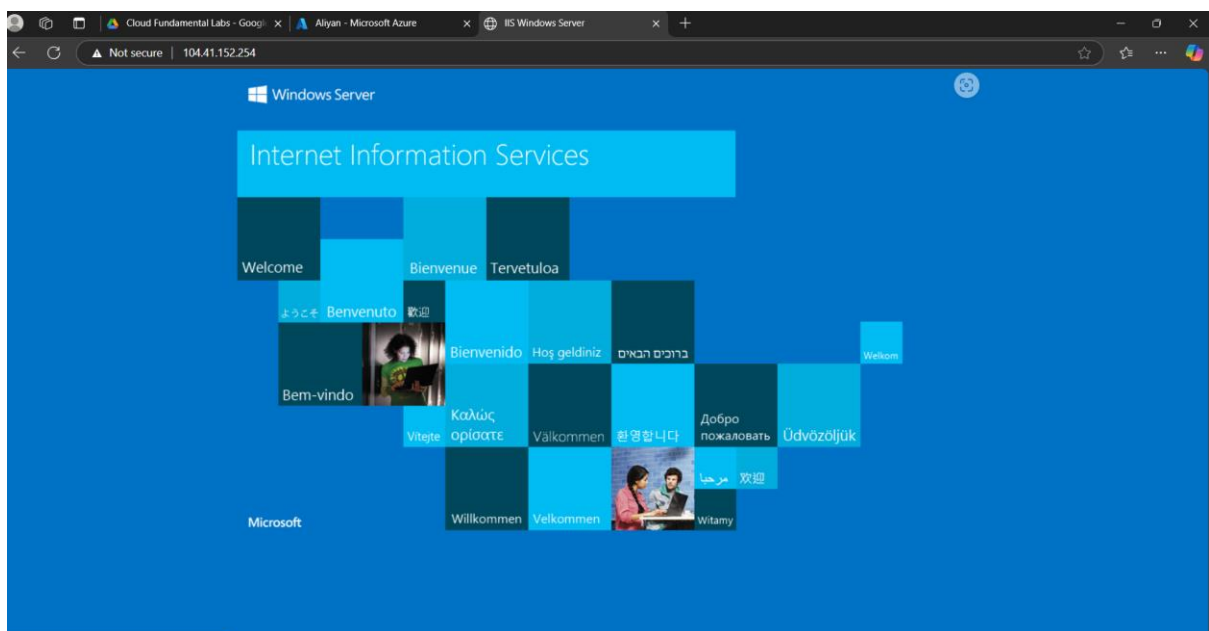 Cloud Fundamental Labs - Googl
Aliyan - Microsoft Azure
IIS Windows Server
Not secure | 104.41.152.254
Windows Server
Internet Information Services
Welcome
Bienvenue
Tervetuloa
ようこそ
Benvenuto
歡迎
Bienvenido
Hoş geldiniz
ברוכים הבאים
Welkom
Bem-vindo
Vítejte
Καλώς
ορίσατε
Välkommen
환영합니다
Добро
пожаловать
Üdvözöljük
مرحبا
欢迎
Microsoft
Willkommen
Velkommen
Witamy